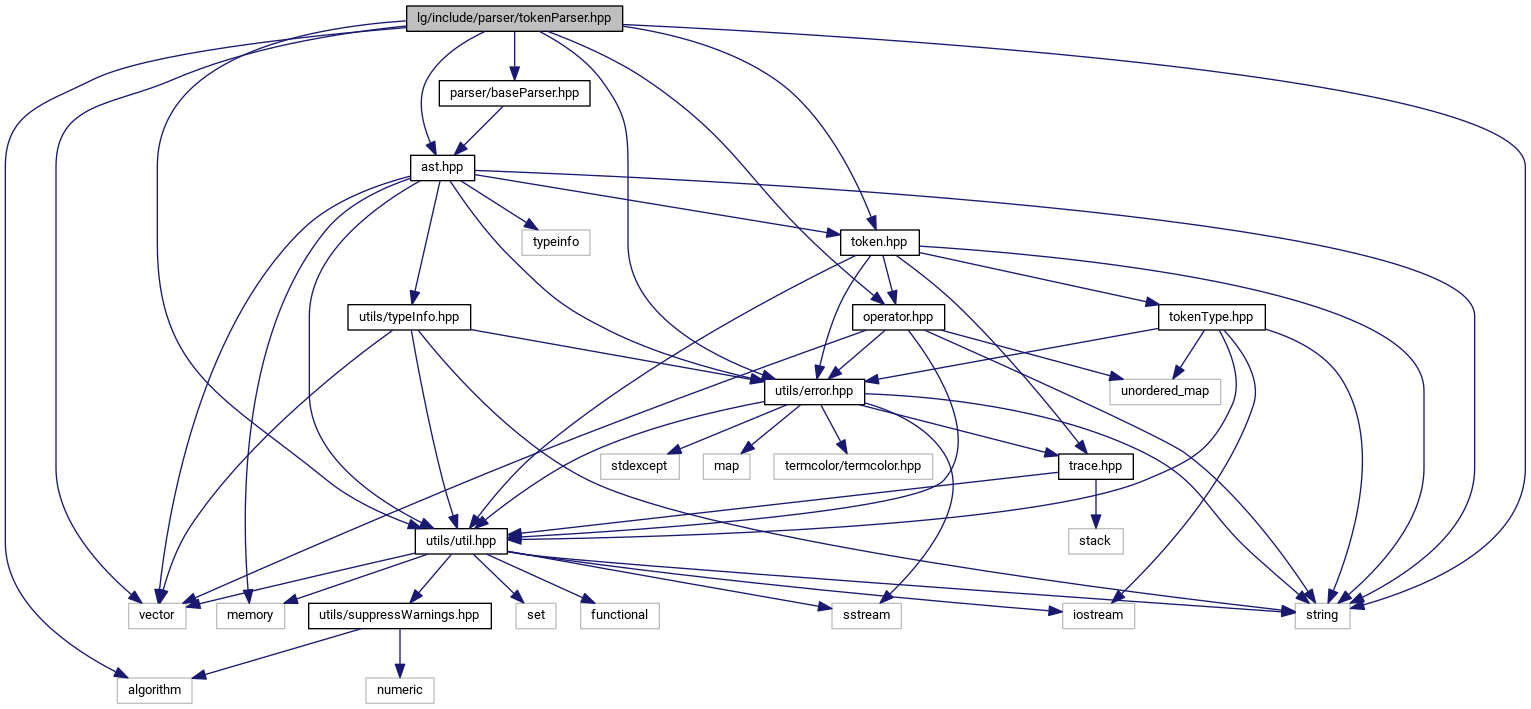 lg/include/parser/tokenParser.hpp
parser/baseParser.hpp
ast.hpp
typeinfo
token.hpp
utils/typeInfo.hpp
operator.hpp
tokenType.hpp
utils/error.hpp
unordered_map
stdexcept
map
termcolor/termcolor.hpp
trace.hpp
utils/util.hpp
stack
vector
memory
utils/suppressWarnings.hpp
set
functional
sstream
iostream
string
algorithm
numeric